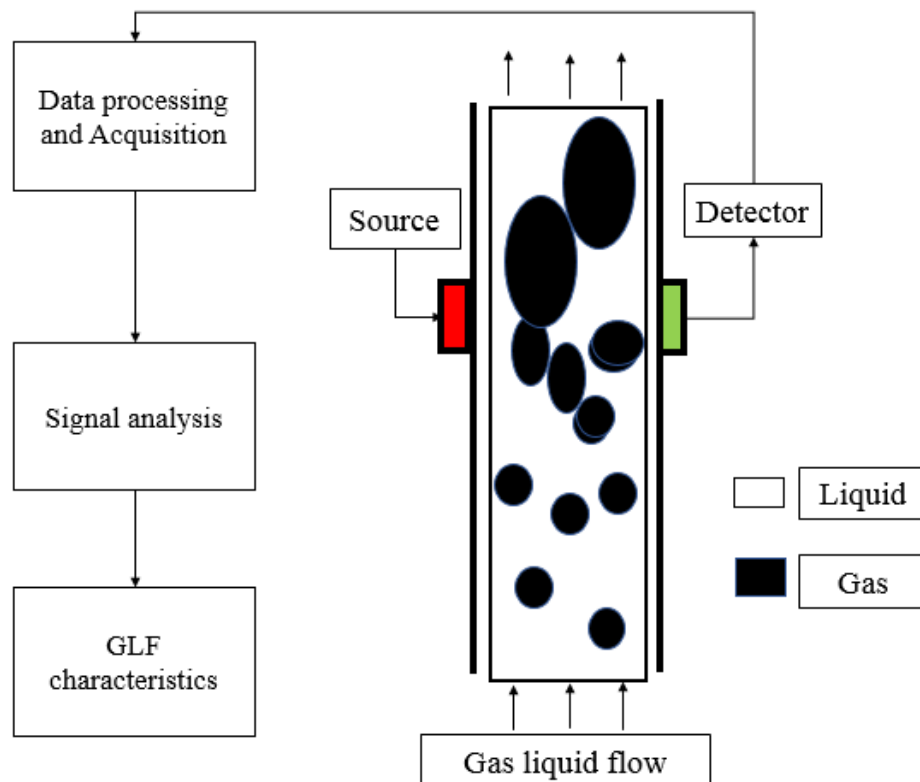 Data processing
and Acquisition
Source
Detector
Signal analysis
Liquid
Gas
GLF
characteristics
Gas liquid flow